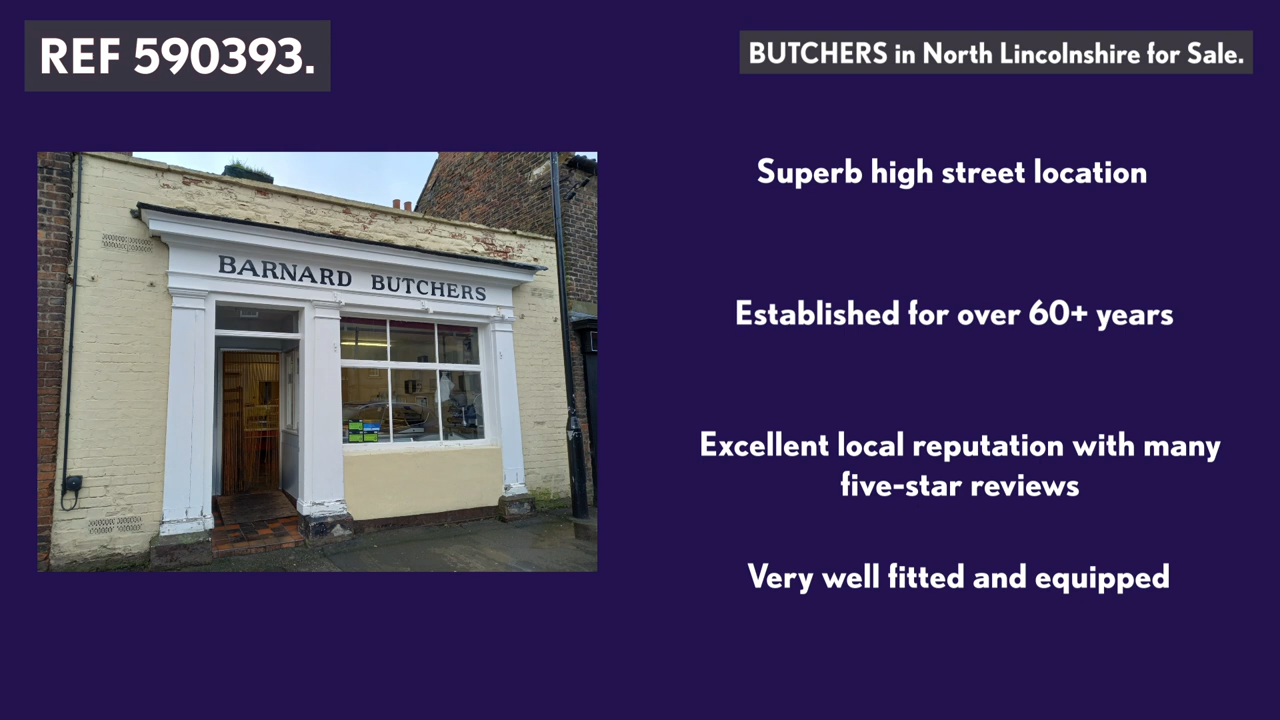 REF 590393.
BUTCHERS in North Lincolnshire for Sale.
BARNARD BUTCHERS
Superb high street location
Established for over 60+ years
Excellent local reputation with many
five-star reviews
Very well fitted and equipped